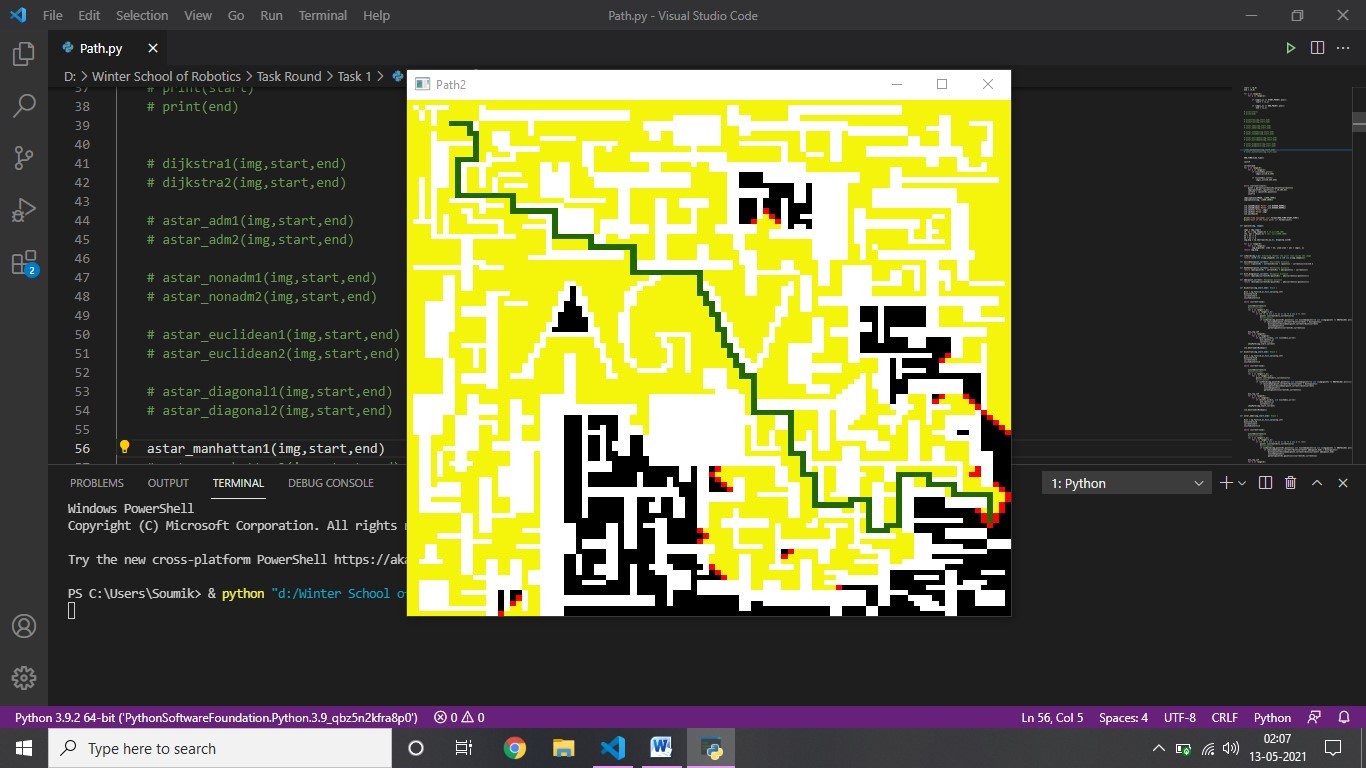 File Edit Selection View Go Run Terminal Help
Path.py - Visual Studio Code
Path.py
D: > Winter School of Robotics > Task Round > Task 1 >
Path2
37 # print(start)
38 # print(end)
39
40
41 # dijkstra1(img,start,end)
42 # dijkstra2(img,start,end)
43
44 # astar_adm1(img,start,end)
45 # astar_adm2(img,start,end)
46
47 # astar_nonadm1(img,start,end)
48 # astar_nonadm2(img,start,end)
49
50 # astar_euclidean1(img,start,end)
51 # astar_euclidean2(img,start,end)
52
53 # astar_diagonal1(img,start,end)
54 # astar_diagonal2(img,start,end)
55
56 astar_manhattan1(img,start,end)
2
PROBLEMS OUTPUT TERMINAL DEBUG CONSOLE
1: Python
Windows PowerShell
Copyright (C) Microsoft Corporation. All rights
Try the new cross-platform PowerShell https://aka
PS C:\Users\Soumik> & python "d:/Winter School o
Python 3.9.2 64-bit ('PythonSoftwareFoundation.Python.3.9_qbz5n2kfra8p0') 0 0
Ln 56, Col 5 Spaces: 4 UTF-8 CRLF Python
Type here to search
02:07
13-05-2021